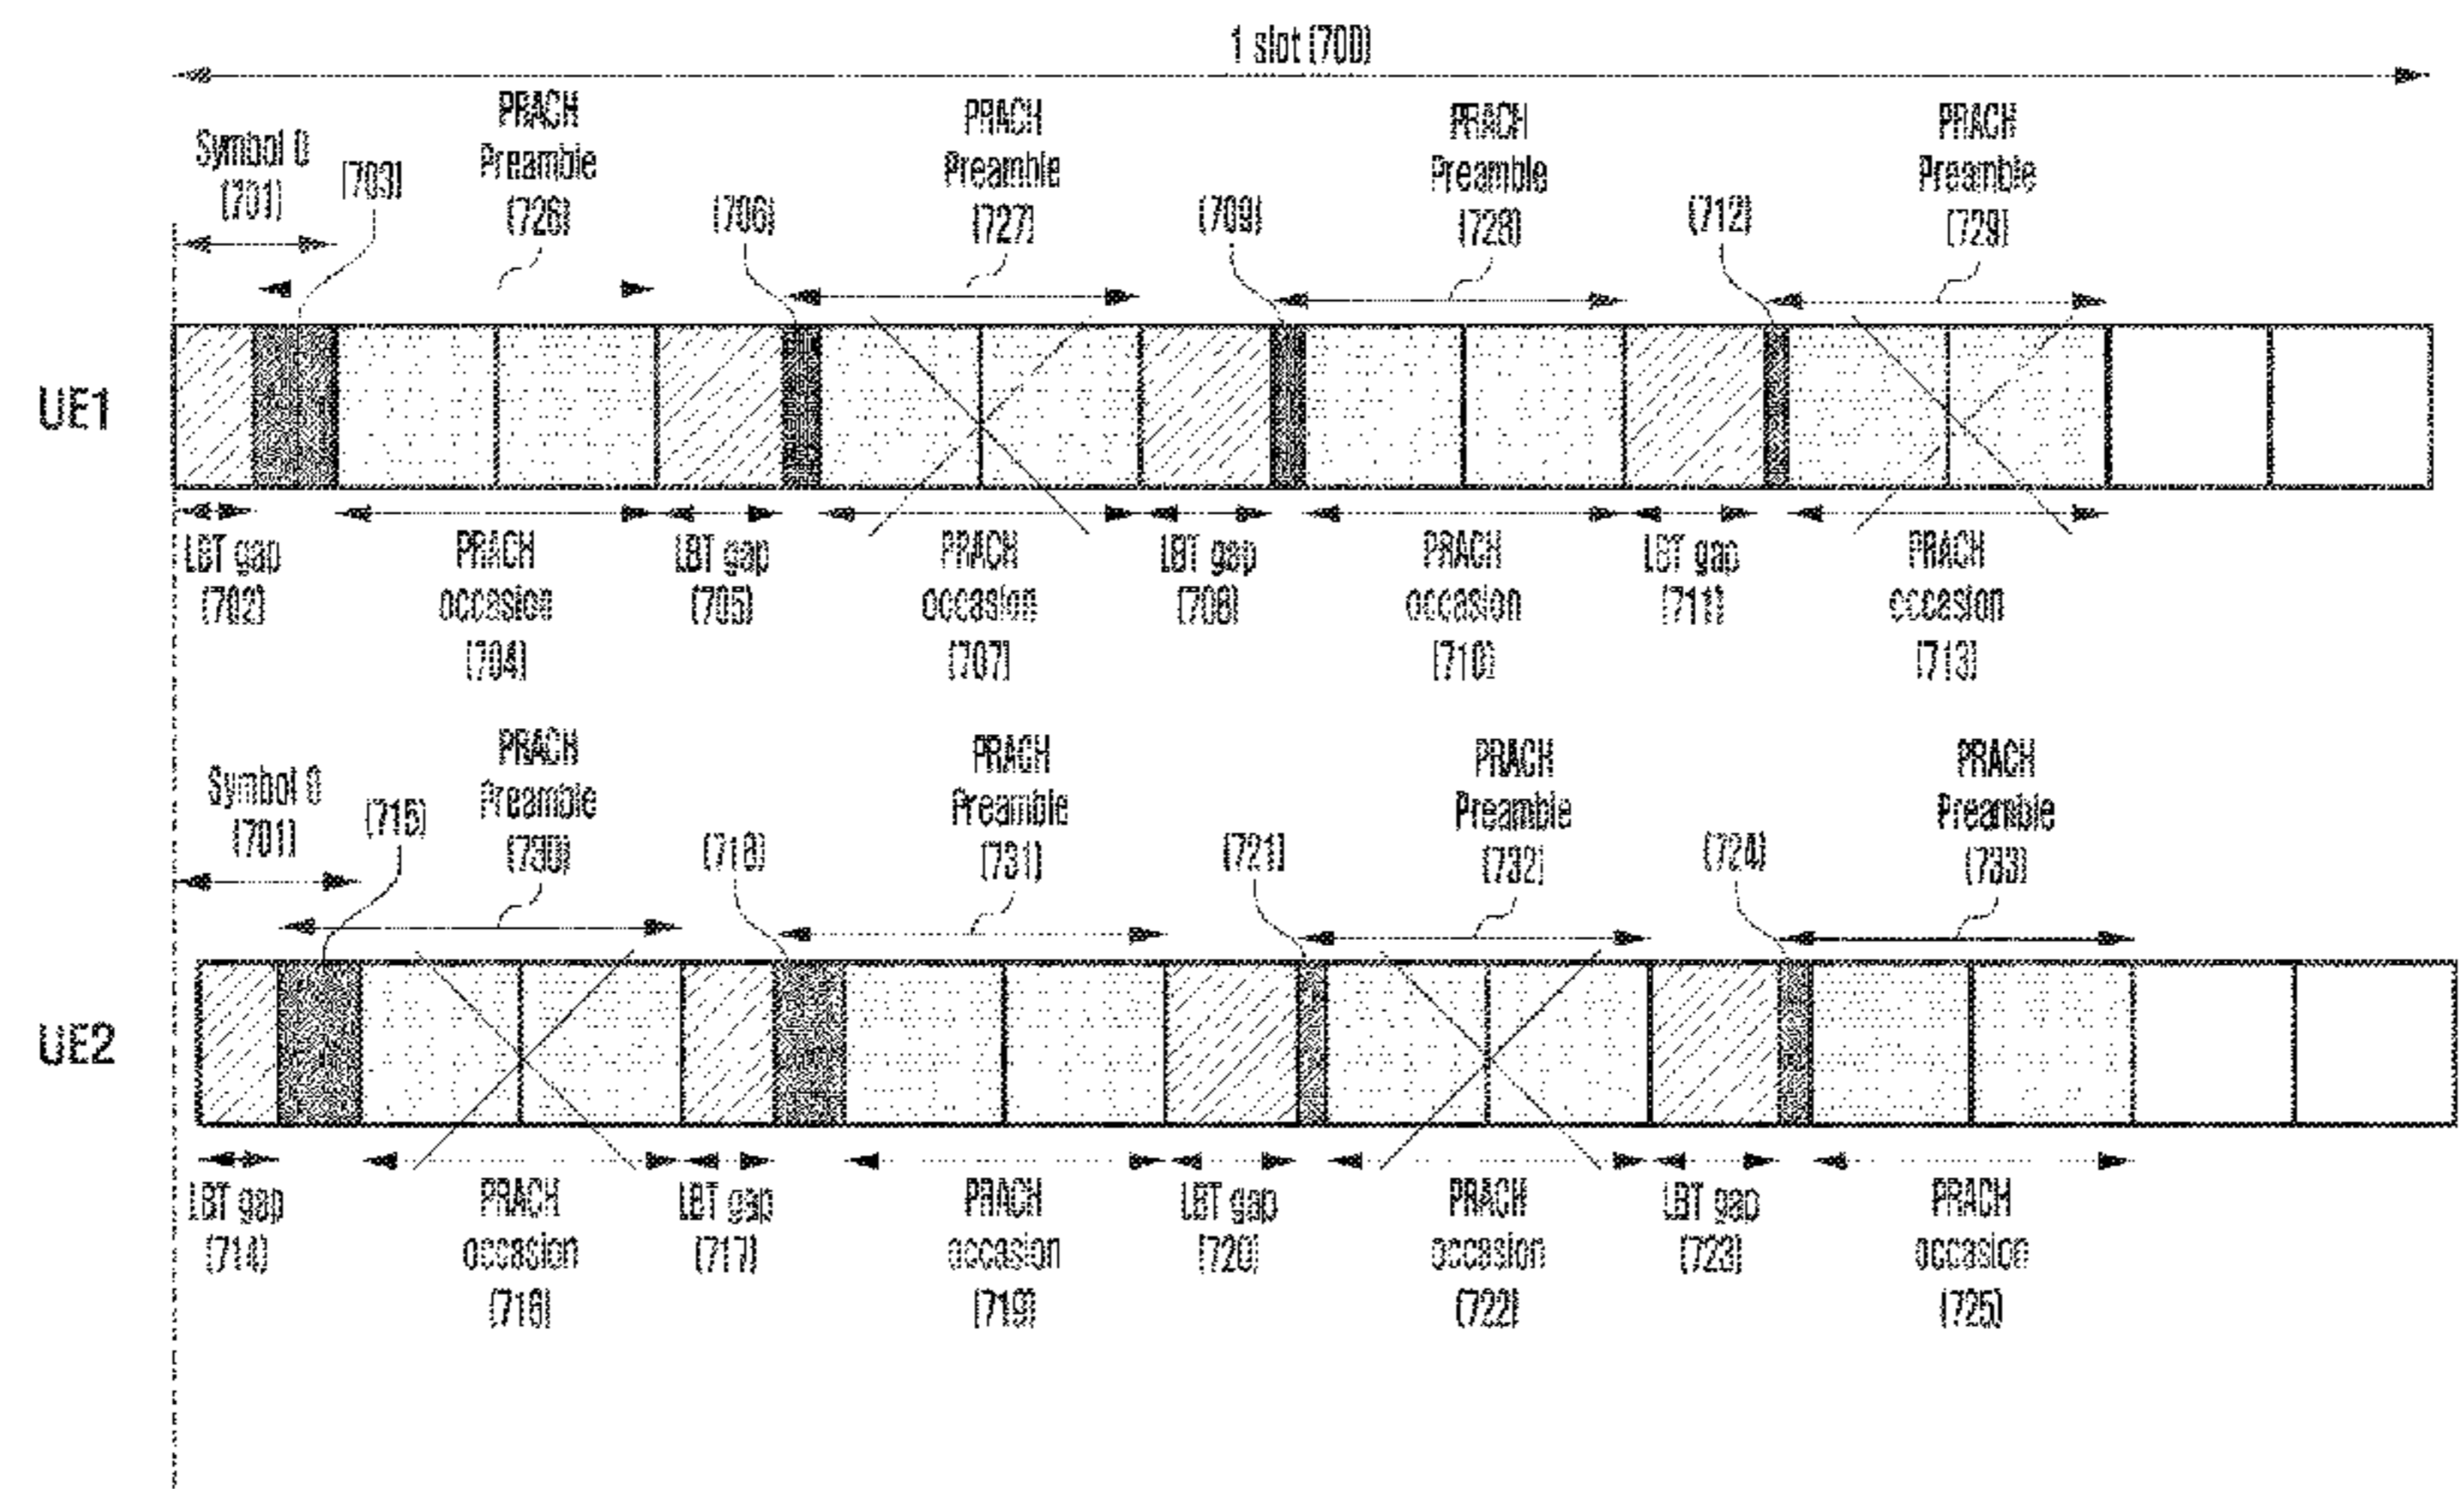 1 slot (700)
Symbol 0
(701)
(703)
PRACH
Preamble
(726)
(706)
PRACH
Preamble
(727)
(709)
PRACH
Preamble
(728)
(712)
PRACH
Preamble
(729)
UE1
LBT gap
(702)
PRACH
occasion
(704)
LBT gap
(705)
PRACH
occasion
(707)
LBT gap
(708)
PRACH
occasion
(710)
LBT gap
(711)
PRACH
occasion
(713)
Symbol 0
(701)
(715)
PRACH
Preamble
(730)
(718)
PRACH
Preamble
(731)
(721)
PRACH
Preamble
(732)
(724)
PRACH
Preamble
(733)
UE2
LBT gap
(714)
PRACH
occasion
(716)
LBT gap
(717)
PRACH
occasion
(719)
LBT gap
(720)
PRACH
occasion
(722)
LBT gap
(723)
PRACH
occasion
(725)